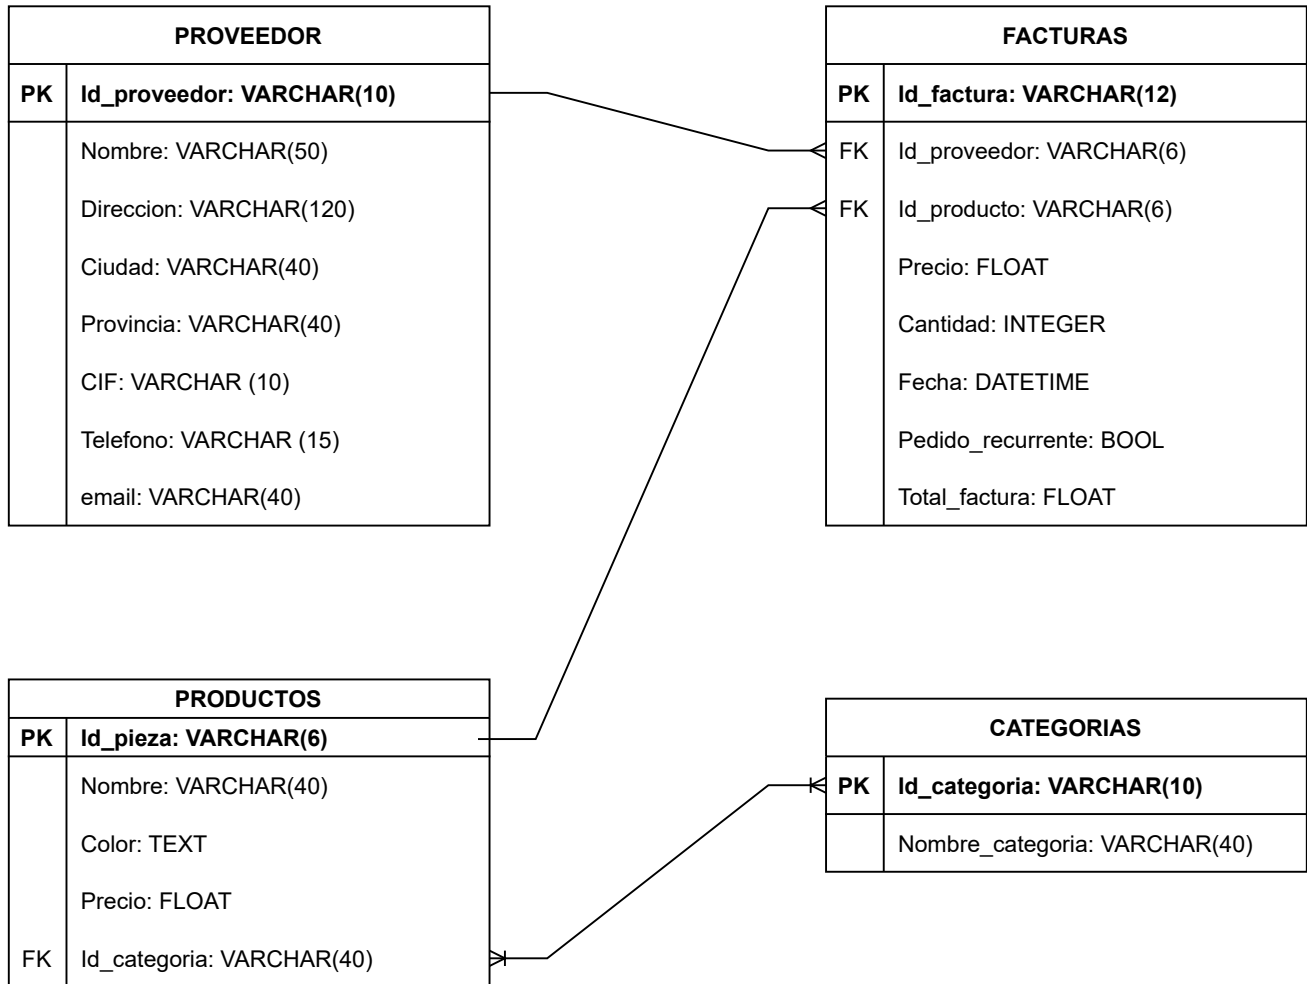 PROVEEDOR
PK Id_proveedor: VARCHAR(10)
Nombre: VARCHAR(50)
Direccion: VARCHAR(120)
Ciudad: VARCHAR(40)
Provincia: VARCHAR(40)
CIF: VARCHAR (10)
Telefono: VARCHAR (15)
email: VARCHAR(40)
FACTURAS
PK Id_factura: VARCHAR(12)
FK Id_proveedor: VARCHAR(6)
FK Id_producto: VARCHAR(6)
Precio: FLOAT
Cantidad: INTEGER
Fecha: DATETIME
Pedido_recurrente: BOOL
Total_factura: FLOAT
PRODUCTOS
PK Id_pieza: VARCHAR(6)
Nombre: VARCHAR(40)
Color: TEXT
Precio: FLOAT
FK Id_categoria: VARCHAR(40)
CATEGORIAS
PK Id_categoria: VARCHAR(10)
Nombre_categoria: VARCHAR(40)